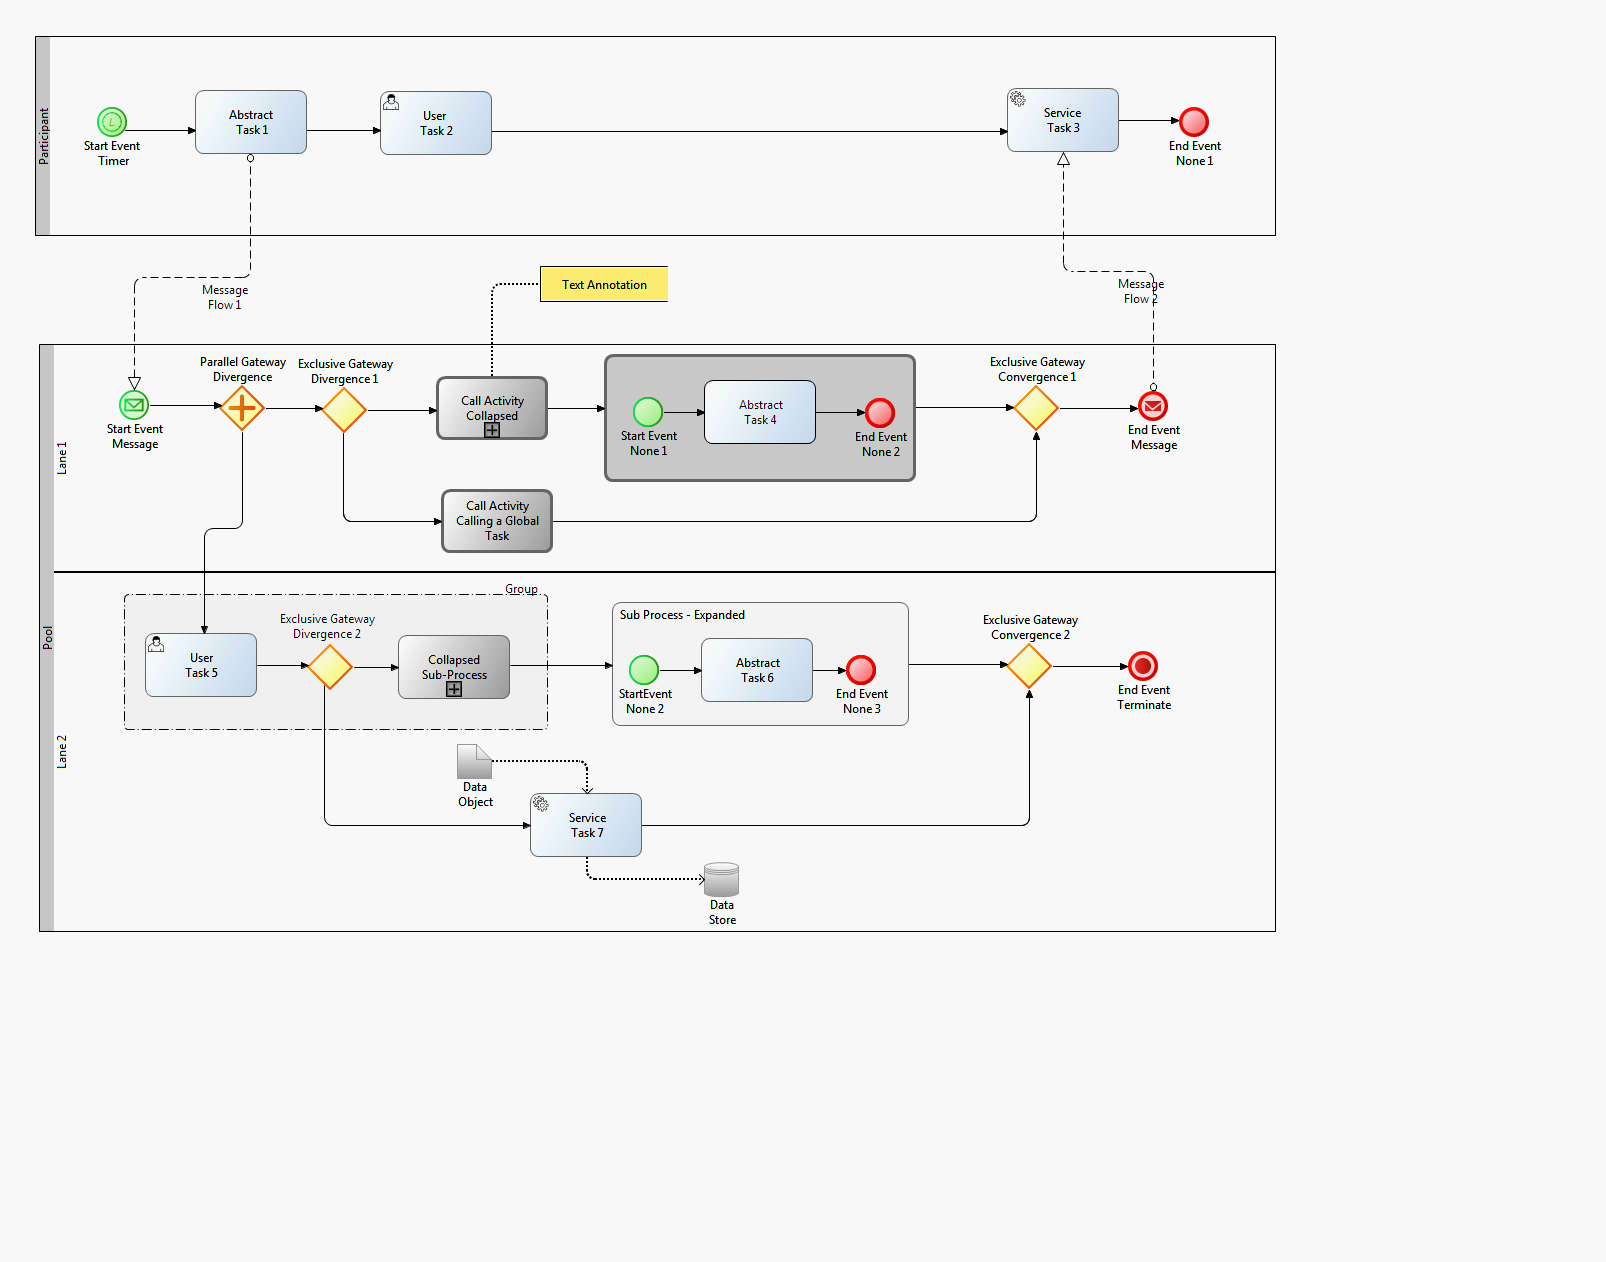 Participant
Start Event
Timer
Abstract
Task 1
User
Task 2
Service
Task 3
End Event
None 1
Message
Flow 1
Text Annotation
Message
Flow 2
Pool
Lane 1
Start Event
Message
Parallel Gateway
Divergence
Exclusive Gateway
Divergence 1
Call Activity
Collapsed
Start Event
None 1
Abstract
Task 4
End Event
None 2
Exclusive Gateway
Convergence 1
End Event
Message
Call Activity
Calling a Global
Task
Lane 2
Group
User
Task 5
Exclusive Gateway
Divergence 2
Collapsed
Sub-Process
Sub Process - Expanded
StartEvent
None 2
Abstract
Task 6
End Event
None 3
Exclusive Gateway
Convergence 2
End Event
Terminate
Data
Object
Service
Task 7
Data
Store